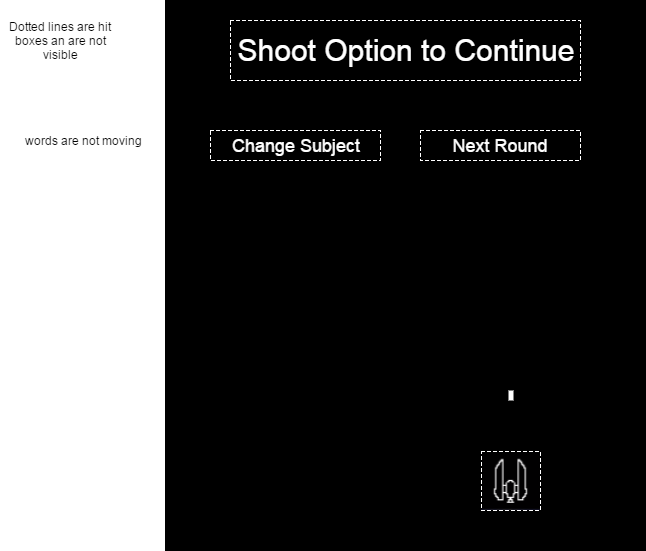 Dotted lines are hit
boxes an are not
visible
Shoot Option to Continue
words are not moving
Change Subject
Next Round